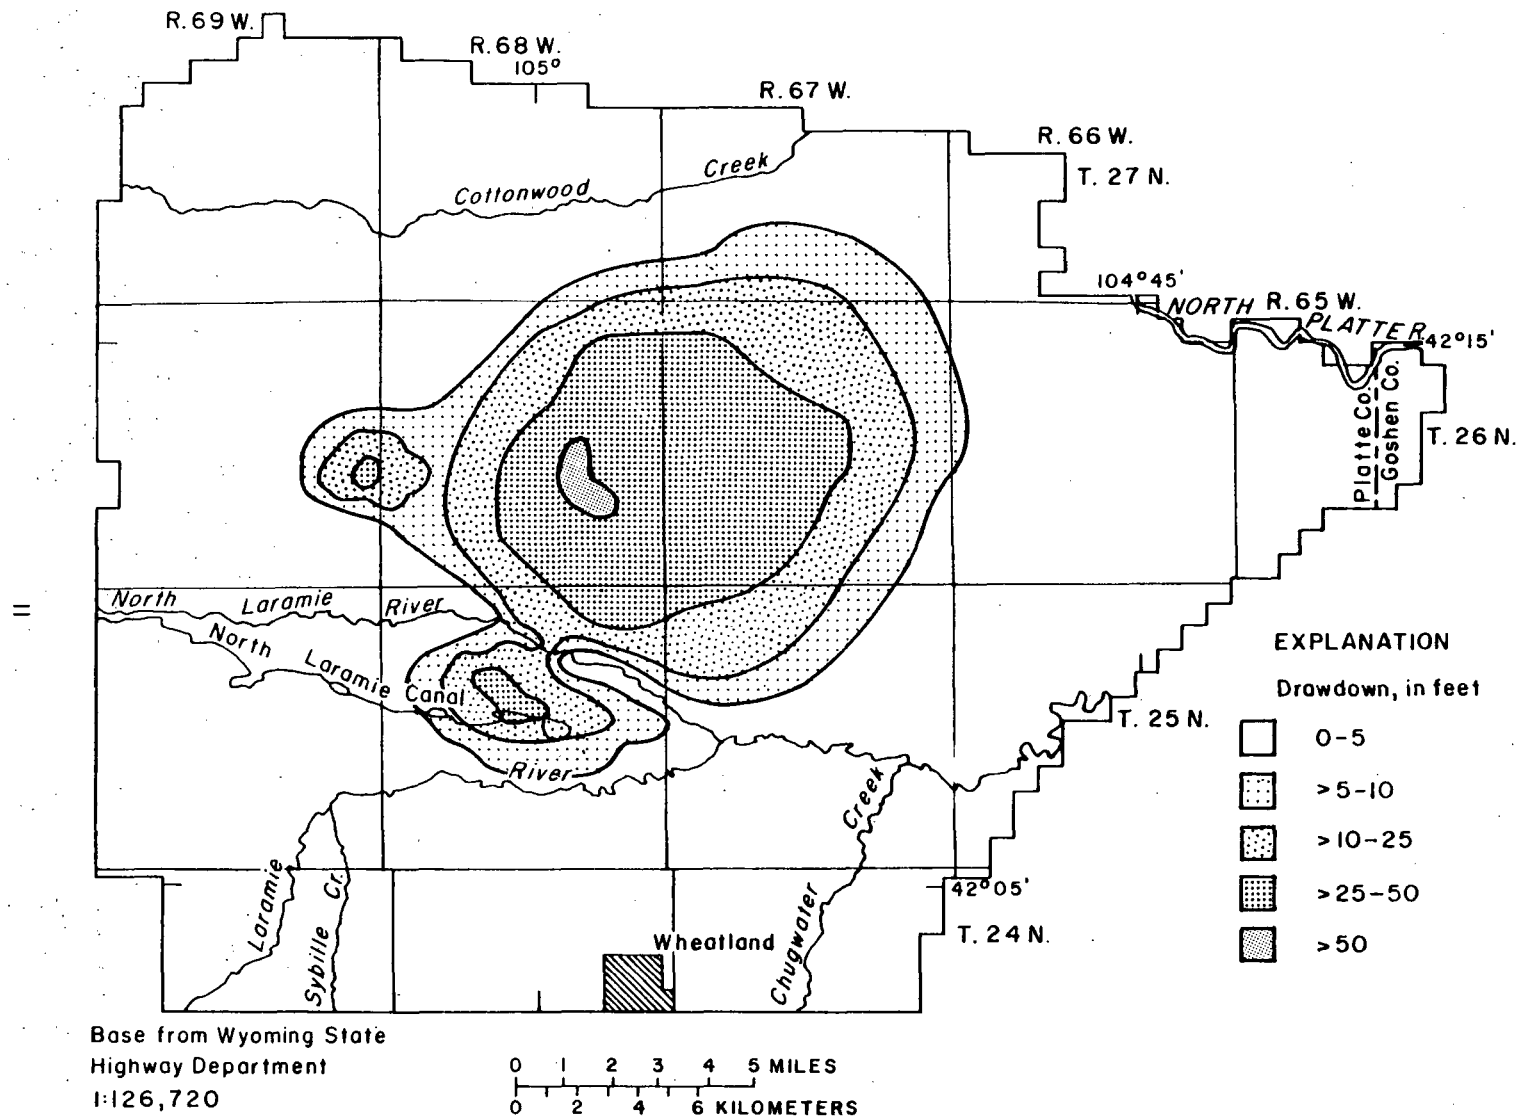 R. 69 W.
R. 68 W.
105°
R. 67 W.
R. 66 W.
T. 27 N.
Cottonwood Creek
104°45'
NORTH PLATTE R.
R. 65 W.
42°15'
Platte Co.
Goshen Co.
T. 26 N.
=
North Laramie River
North Laramie Canal
River
Creek
T. 25 N.
EXPLANATION
Drawdown, in feet
0-5
>5-10
>10-25
>25-50
>50
Laramie
Sybille Cr.
Chugwater
42°05'
T. 24 N.
Wheatland
Base from Wyoming State
Highway Department
1:126,720
0 1 2 3 4 5 MILES
0 2 4 6 KILOMETERS